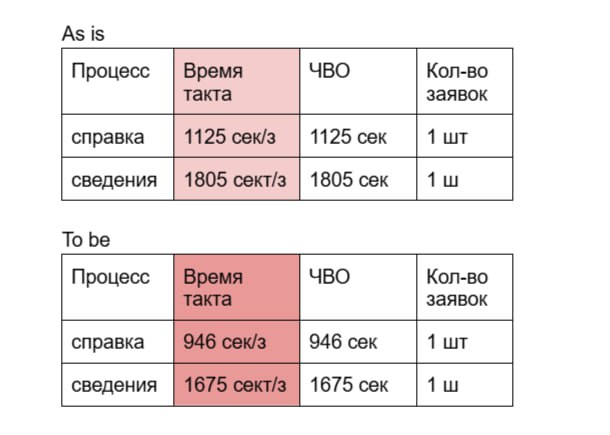 As is
Процесс Время такта ЧВО Кол-во заявок
справка 1125 сек/з 1125 сек 1 шт
сведения 1805 сект/з 1805 сек 1 ш
To be
Процесс Время такта ЧВО Кол-во заявок
справка 946 сек/з 946 сек 1 шт
сведения 1675 сект/з 1675 сек 1 ш